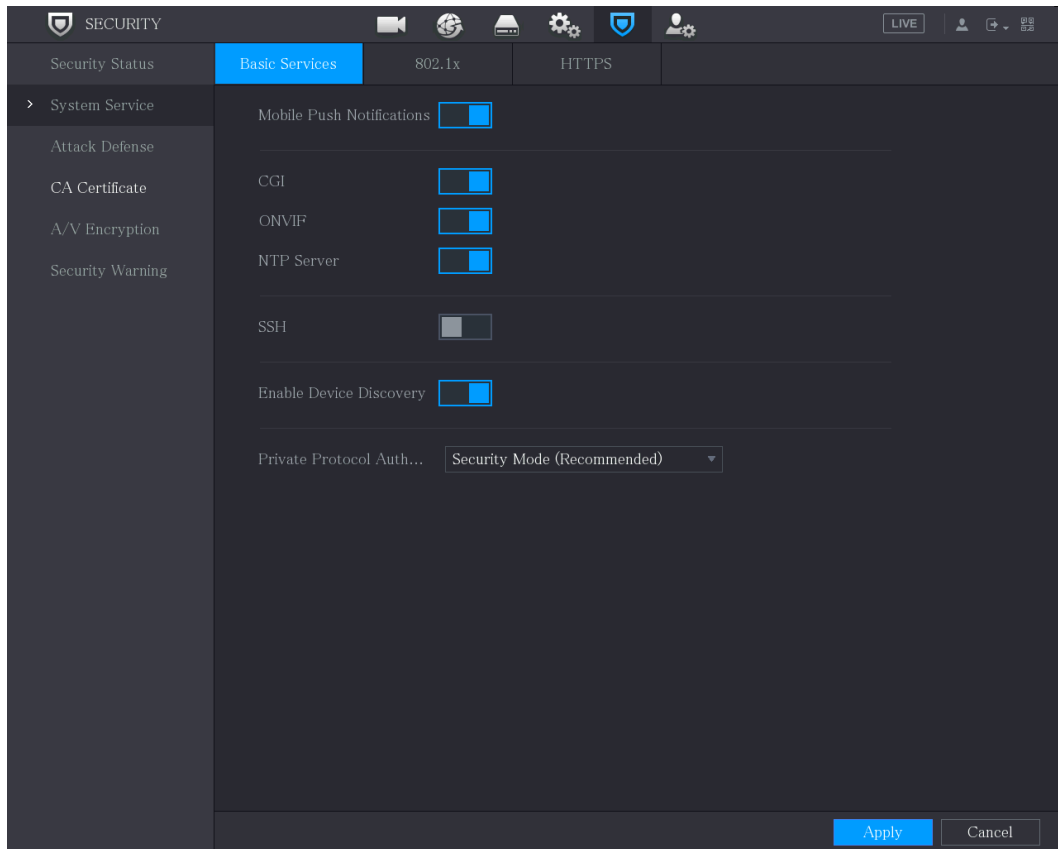 SECURITY
LIVE
Security Status
System Service
Attack Defense
CA Certificate
A/V Encryption
Security Warning
Basic Services 802.1x HTTPS
Mobile Push Notifications
CGI
ONVIF
NTP Server
SSH
Enable Device Discovery
Private Protocol Auth... Security Mode (Recommended)
Apply Cancel